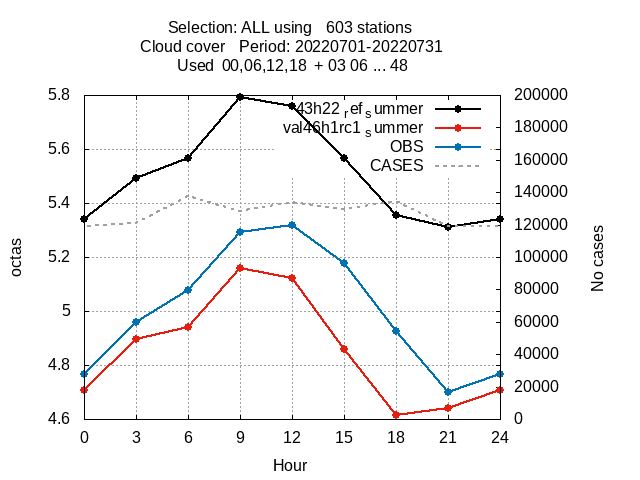 Selection: ALL using 603 stations
Cloud cover Period: 20220701-20220731
Used 00,06,12,18 + 03 06 ... 48
5.8
5.6
5.4
5.2
5
4.8
4.6
octas
43h22 ref summer
val46h1rc1 summer
OBS
CASES
200000
180000
160000
140000
120000
100000
80000
60000
40000
20000
0
No cases
0 3 6 9 12 15 18 21 24
Hour